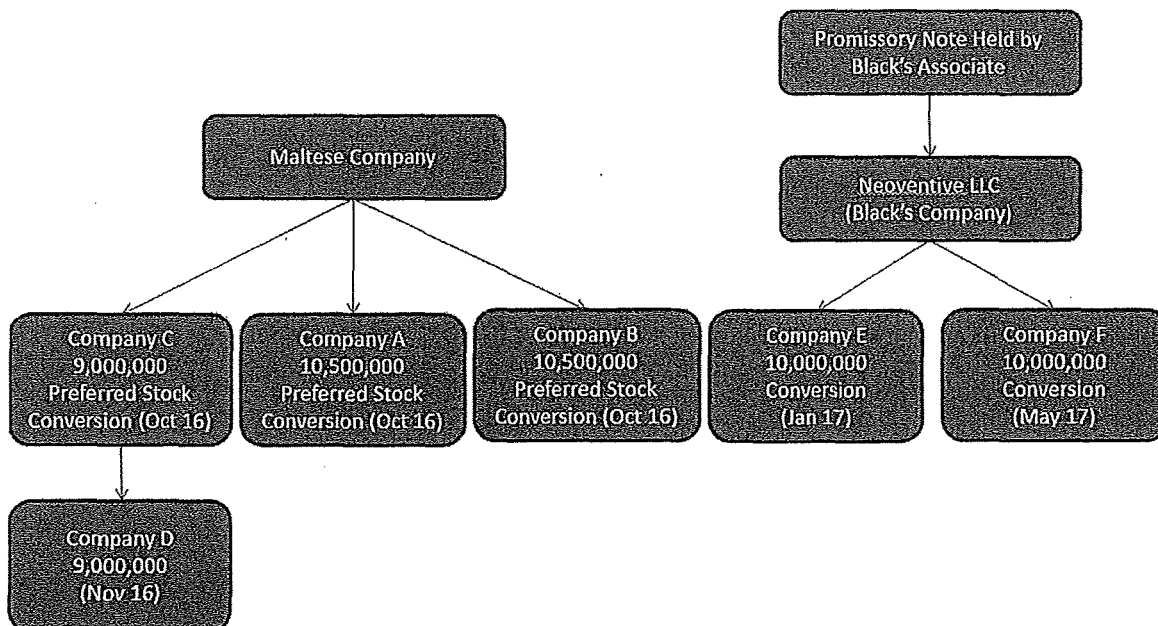 Promissory Note Held by
Black's Associate
Maltese Company
Neoventive LLC
(Black's Company)
Company C
9,000,000
Preferred Stock
Conversion (Oct 16)
Company A
10,500,000
Preferred Stock
Conversion (Oct 16)
Company B
10,500,000
Preferred Stock
Conversion (Oct 16)
Company E
10,000,000
Conversion
(Jan 17)
Company F
10,000,000
Conversion
(May 17)
Company D
9,000,000
(Nov 16)